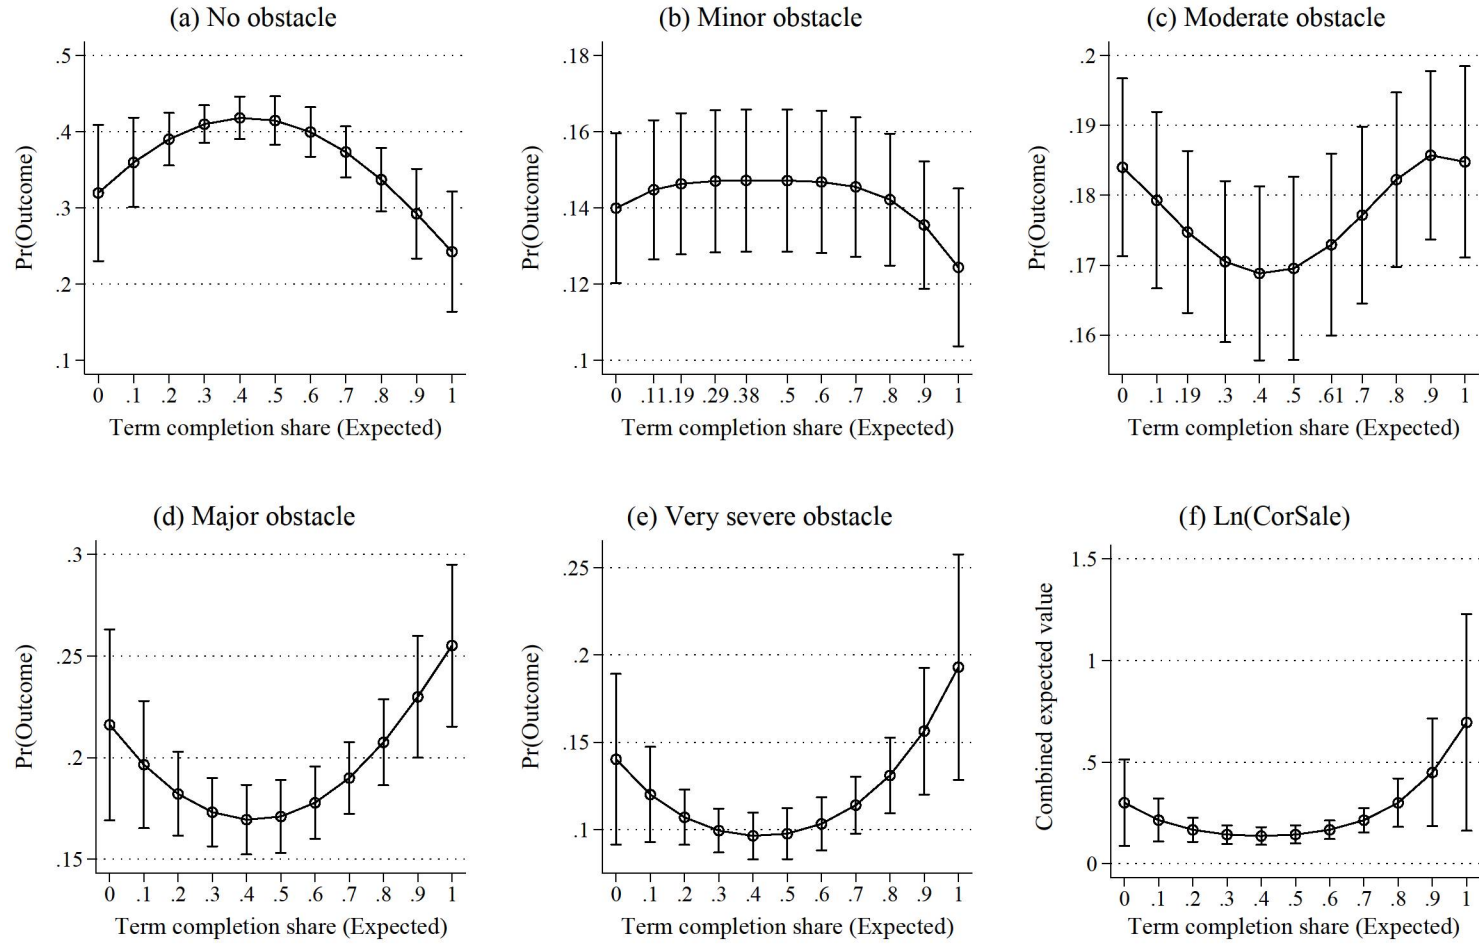 (a) No obstacle
Pr(Outcome)
.5
.4
.3
.2
.1
0 .1 .2 .3 .4 .5 .6 .7 .8 .9 1
Term completion share (Expected)
(b) Minor obstacle
Pr(Outcome)
.18
.16
.14
.12
.1
0 .11 .19 .29 .38 .5 .6 .7 .8 .9 1
Term completion share (Expected)
(c) Moderate obstacle
Pr(Outcome)
.2
.19
.18
.17
.16
0 .1 .19 .3 .4 .5 .61 .7 .8 .9 1
Term completion share (Expected)
(d) Major obstacle
Pr(Outcome)
.3
.25
.2
.15
0 .1 .2 .3 .4 .5 .6 .7 .8 .9 1
Term completion share (Expected)
(e) Very severe obstacle
Pr(Outcome)
.25
.2
.15
.1
0 .1 .2 .3 .4 .5 .6 .7 .8 .9 1
Term completion share (Expected)
(f) Ln(CorSale)
Combined expected value
1.5
1
.5
0
0 .1 .2 .3 .4 .5 .6 .7 .8 .9 1
Term completion share (Expected)